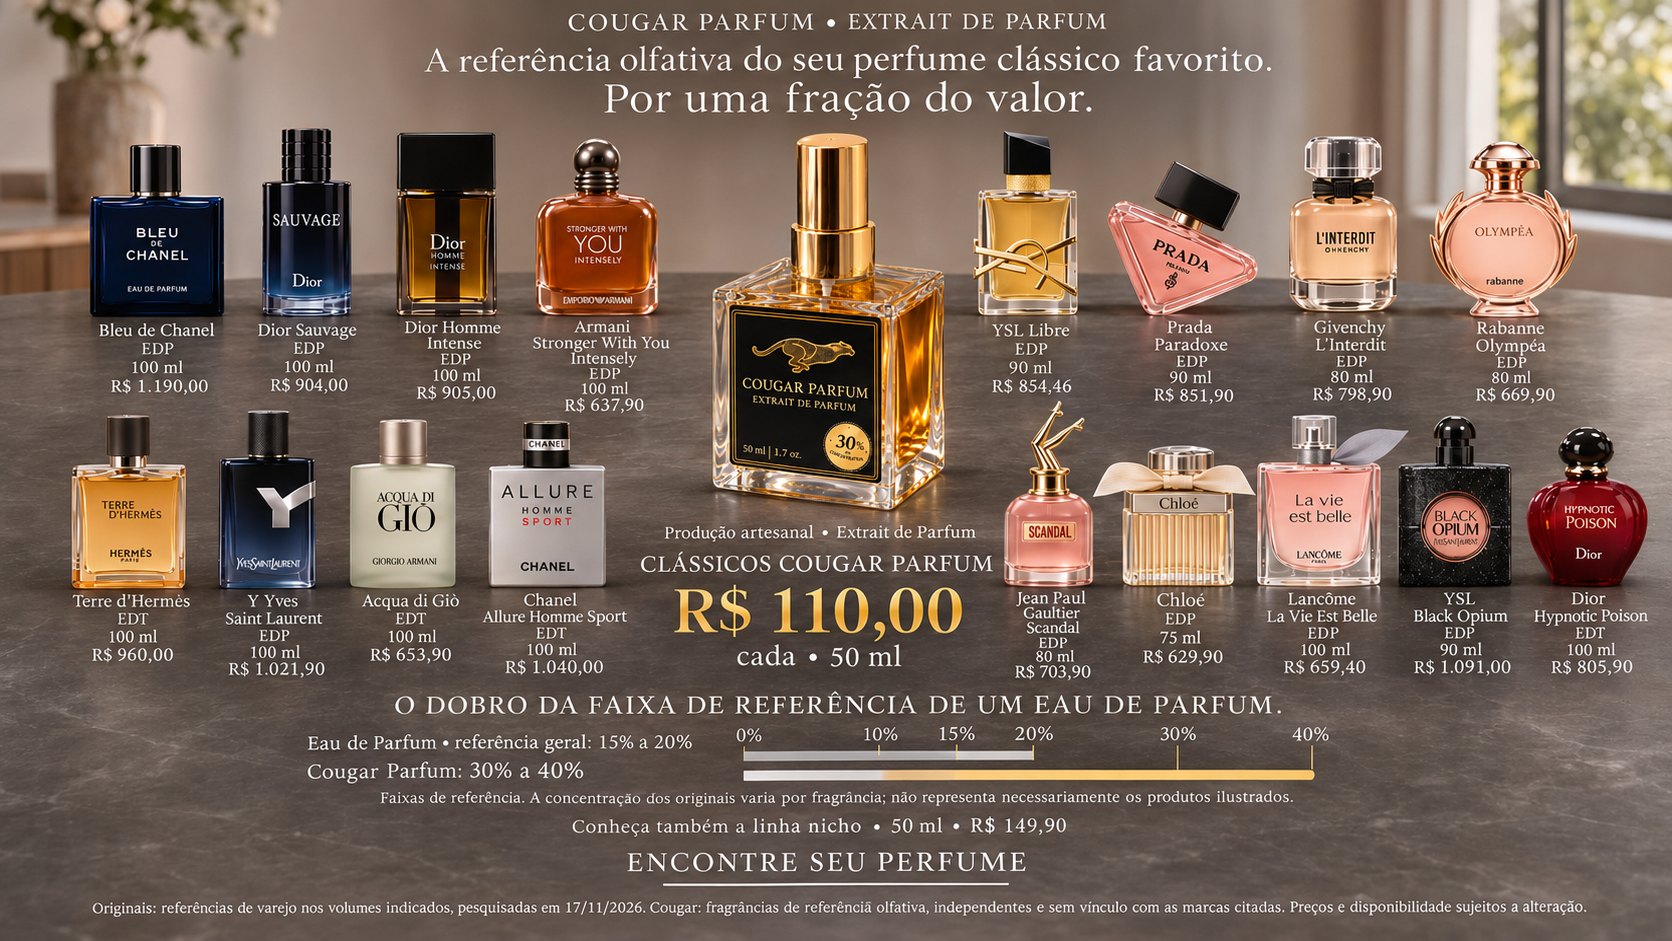 COUGAR PARFUM • EXTRAIT DE PARFUM
A referência olfativa do seu perfume clássico favorito.
Por uma fração do valor.
BLEU
DE
CHANEL
EAU DE PARFUM
Bleu de Chanel
EDP
100 ml
R$ 1.190,00
SAUVAGE
Dior
Dior Sauvage
EDP
100 ml
R$ 904,00
Dior
HOMME
INTENSE
Dior Homme
Intense
EDP
100 ml
R$ 905,00
STRONGER WITH
YOU
INTENSELY
EMPORIO ARMANI
Armani
Stronger With You
Intensely
EDP
100 ml
R$ 637,90
COUGAR PARFUM
EXTRAIT DE PARFUM
50 ml | 1.7 oz.
30%
YSL Libre
EDP
90 ml
R$ 854,46
PRADA
Prada
Paradoxe
EDP
90 ml
R$ 851,90
L'INTERDIT
Givenchy
L'Interdit
EDP
80 ml
R$ 798,90
OLYMPÉA
rabanne
Rabanne
Olympéa
EDP
80 ml
R$ 669,90
TERRE
D'HERMÈS
HERMÈS
PARIS
Terre d'Hermès
EDT
100 ml
R$ 960,00
Y
YVESSAINTLAURENT
Y Yves
Saint Laurent
EDP
100 ml
R$ 1.021,90
ACQUA DI
GIÒ
GIORGIO ARMANI
Acqua di Giò
EDT
100 ml
R$ 653,90
CHANEL
ALLURE
HOMME
SPORT
CHANEL
Chanel
Allure Homme Sport
EDT
100 ml
R$ 1.040,00
Produção artesanal • Extrait de Parfum
CLÁSSICOS COUGAR PARFUM
R$ 110,00
cada • 50 ml
SCANDAL
Jean Paul
Gaultier
Scandal
EDP
80 ml
R$ 703,90
Chloé
Chloé
EDP
75 ml
R$ 629,90
La vie
est belle
LANCÔME
PARIS
Lancôme
La Vie Est Belle
EDP
100 ml
R$ 659,40
BLACK
OPIUM
YVESSAINTLAURENT
YSL
Black Opium
EDP
90 ml
R$ 1.091,00
HYPNOTIC
POISON
Dior
Dior
Hypnotic Poison
EDT
100 ml
R$ 805,90
O DOBRO DA FAIXA DE REFERÊNCIA DE UM EAU DE PARFUM.
0% 10% 15% 20% 30% 40%
Eau de Parfum • referência geral: 15% a 20%
Cougar Parfum: 30% a 40%
Faixas de referência. A concentração dos originais varia por fragrância; não representa necessariamente os produtos ilustrados.
Conheça também a linha nicho • 50 ml • R$ 149,90
ENCONTRE SEU PERFUME
Originais: referências de varejo nos volumes indicados, pesquisadas em 17/11/2026. Cougar: fragrâncias de referência olfativa, independentes e sem vínculo com as marcas citadas. Preços e disponibilidade sujeitos a alteração.